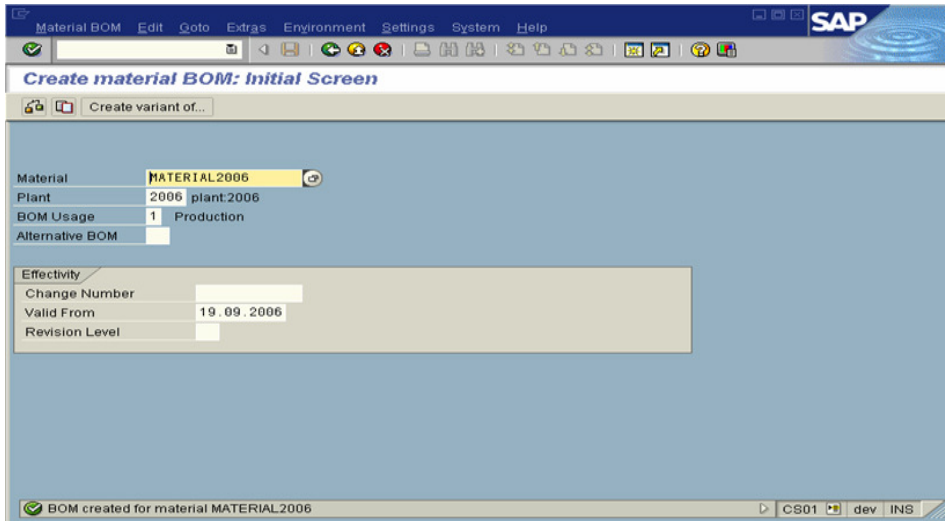 Material BOM Edit Goto Extras Environment Settings System Help
SAP
Create material BOM: Initial Screen
Create variant of...
Material MATERIAL2006
Plant 2006 plant:2006
BOM Usage 1 Production
Alternative BOM
Effectivity
Change Number
Valid From 19.09.2006
Revision Level
BOM created for material MATERIAL2006 CS01 dev INS